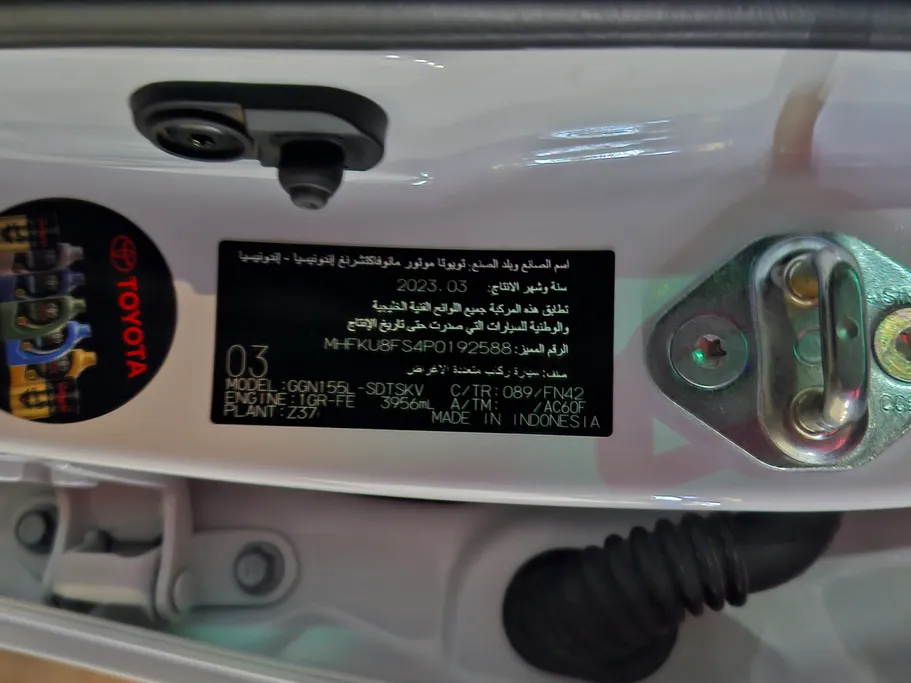 TOYOTA
اسم الصانع وبلد الصنع: تويوتا موتور مانوفاكتشرنغ إندونيسيا - إندونيسيا
سنة وشهر الانتاج: 2023.03
تطابق هذه المركبة جميع اللوائح الفنية الخليجية
والوطنية للسيارات التي صدرت حتى تاريخ الإنتاج
الرقم المميز: MHFKU8FS4P0192588
صنف: سيارة ركاب متعددة الاغراض
03
MODEL:GGN155L-SDTSKV C/TR:089/FN42
ENGINE:1GR-FE 3956mL A/TM: /AC60F
PLANT:Z37 MADE IN INDONESIA